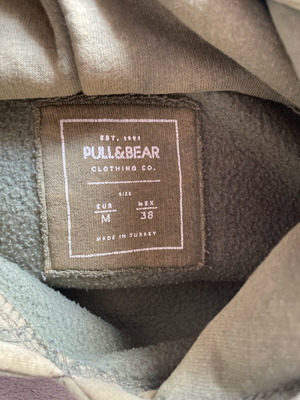 EST. 1991
PULL&BEAR
CLOTHING CO.
SIZE
EUR MEX
M 38
MADE IN TURKEY